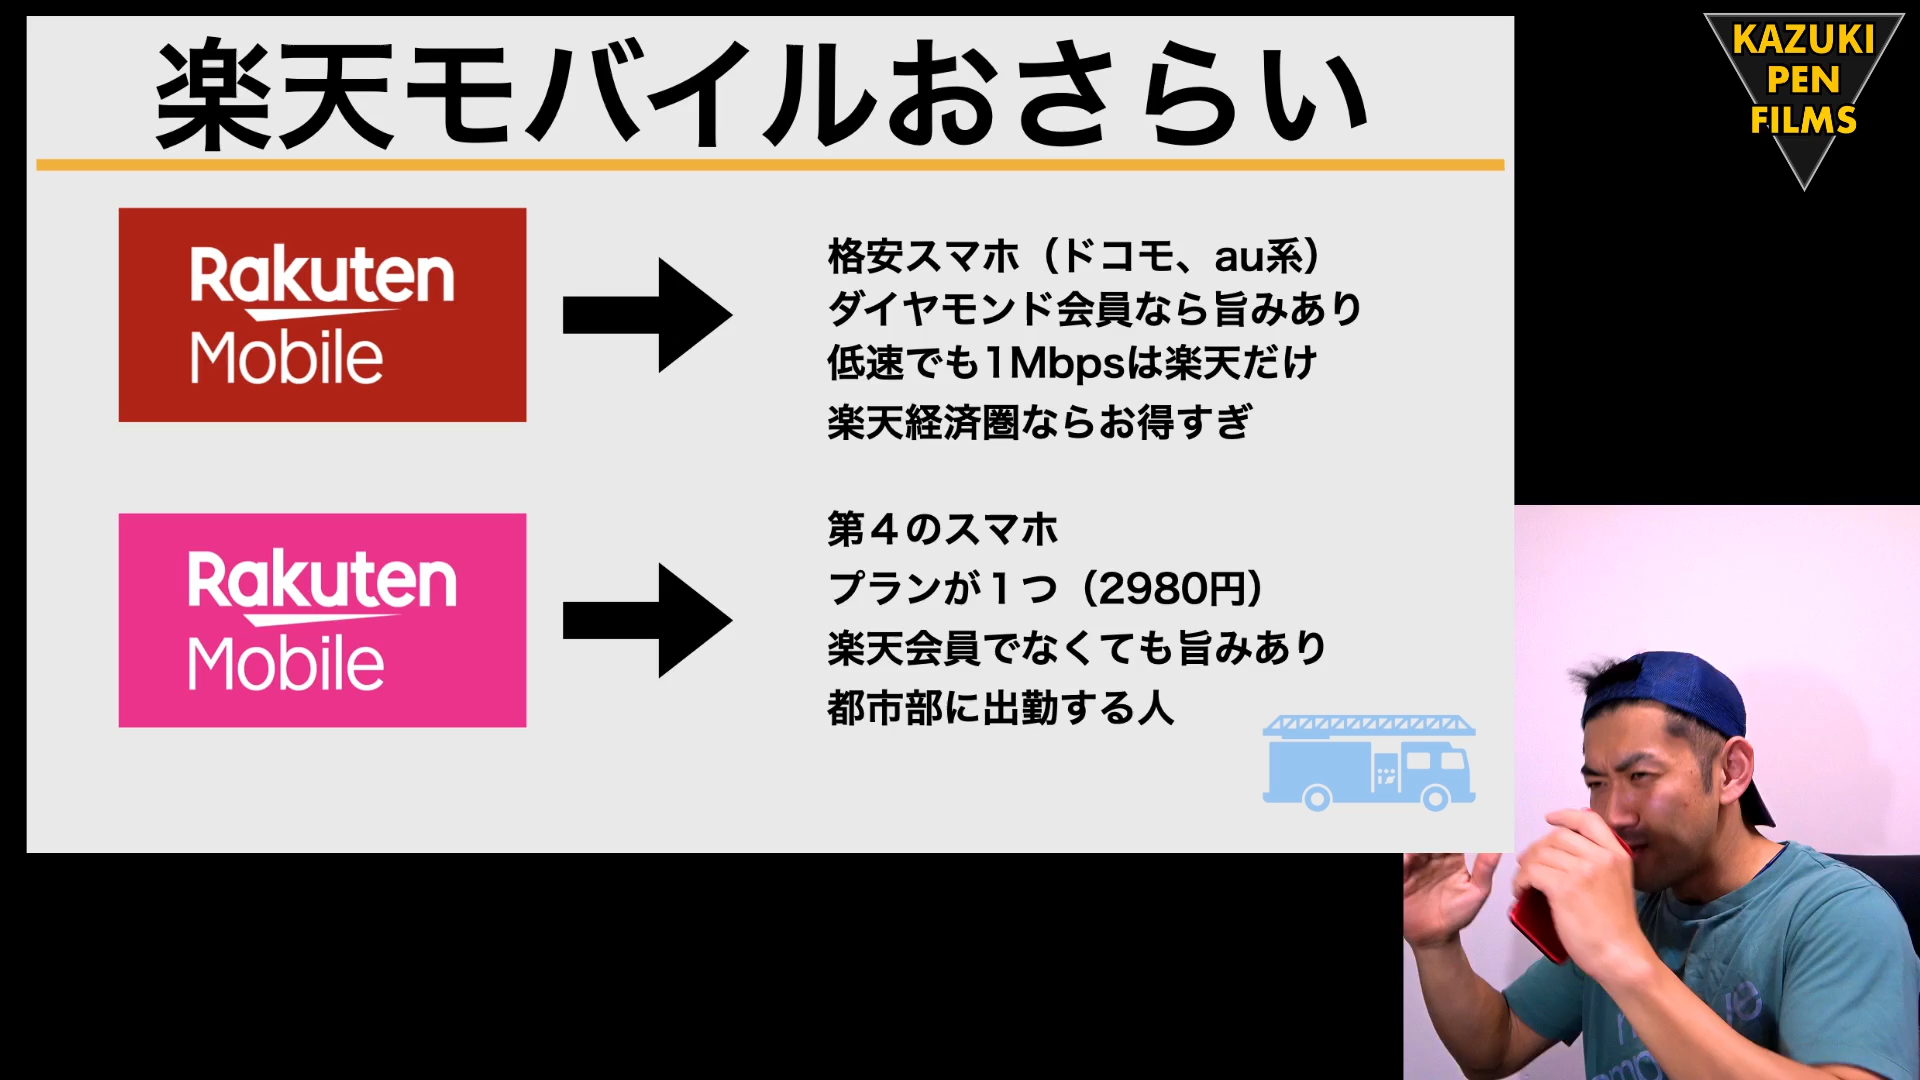 楽天モバイルおさらい
KAZUKI
PEN
FILMS
Rakuten
Mobile
格安スマホ（ドコモ、au系）
ダイヤモンド会員なら旨みあり
低速でも1Mbpsは楽天だけ
楽天経済圏ならお得すぎ
Rakuten
Mobile
第４のスマホ
プランが１つ（2980円）
楽天会員でなくても旨みあり
都市部に出勤する人